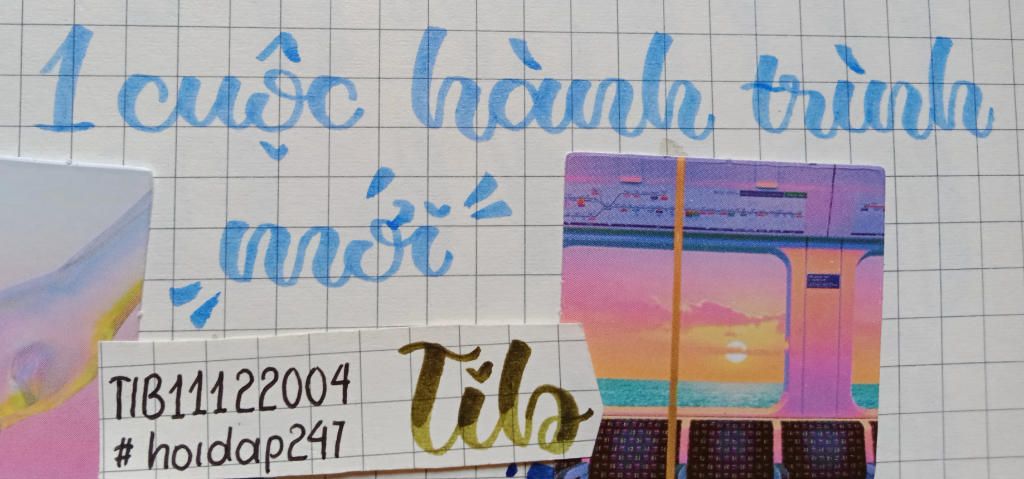 1 cuộc hành trình
mới
TIB11122004
# hoidap247
Tib